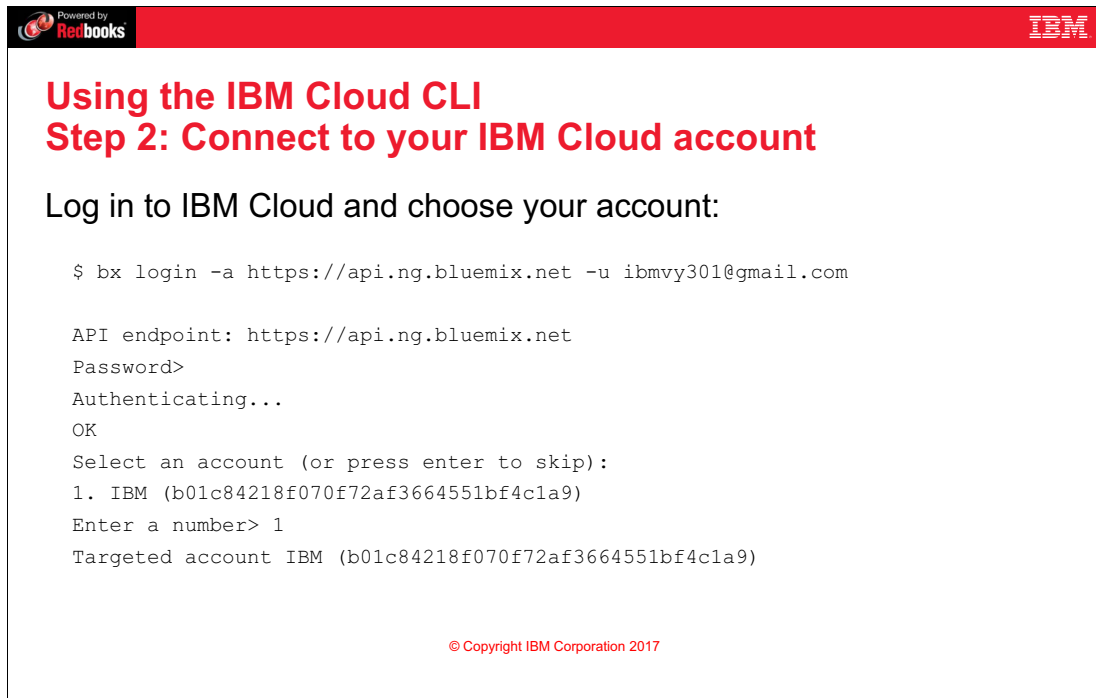 Powered by
Redbooks
IBM
Using the IBM Cloud CLI
Step 2: Connect to your IBM Cloud account
Log in to IBM Cloud and choose your account:
$ bx login -a https://api.ng.bluemix.net -u ibmvy301@gmail.com
API endpoint: https://api.ng.bluemix.net
Password>
Authenticating...
OK
Select an account (or press enter to skip):
1. IBM (b01c84218f070f72af3664551bf4c1a9)
Enter a number> 1
Targeted account IBM (b01c84218f070f72af3664551bf4c1a9)
© Copyright IBM Corporation 2017